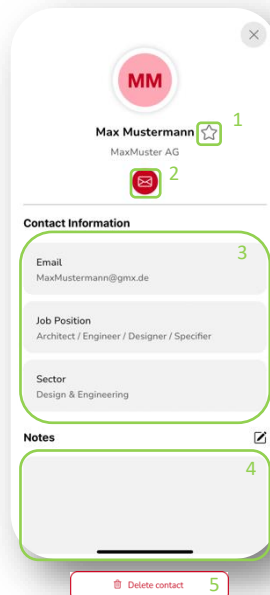 MM
Max Mustermann 1
MaxMuster AG
2
Contact Information
3
Email
MaxMustermann@gmx.de
Job Position
Architect / Engineer / Designer / Specifier
Sector
Design & Engineering
Notes
4
Delete contact 5